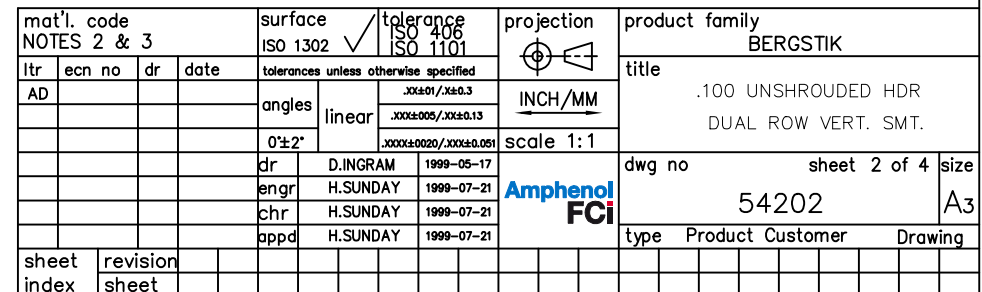 mat'l. code
NOTES 2 & 3
surface
ISO 1302
tolerance
ISO 406
ISO 1101
projection
product family
BERGSTIK
ltr ecn no dr date
tolerances unless otherwise specified
title
.100 UNSHROUDED HDR
DUAL ROW VERT. SMT.
AD
angles
linear
.XX±01/.X±0.3
.XXX±005/.XX±0.13
0°±2°
.XXXX±0020/.XXX±0.051
INCH/MM
scale 1:1
dr D.INGRAM 1999-05-17
engr H.SUNDAY 1999-07-21
chr H.SUNDAY 1999-07-21
appd H.SUNDAY 1999-07-21
Amphenol
FCi
dwg no sheet 2 of 4 size
54202 A3
type Product Customer Drawing
sheet revision
index sheet